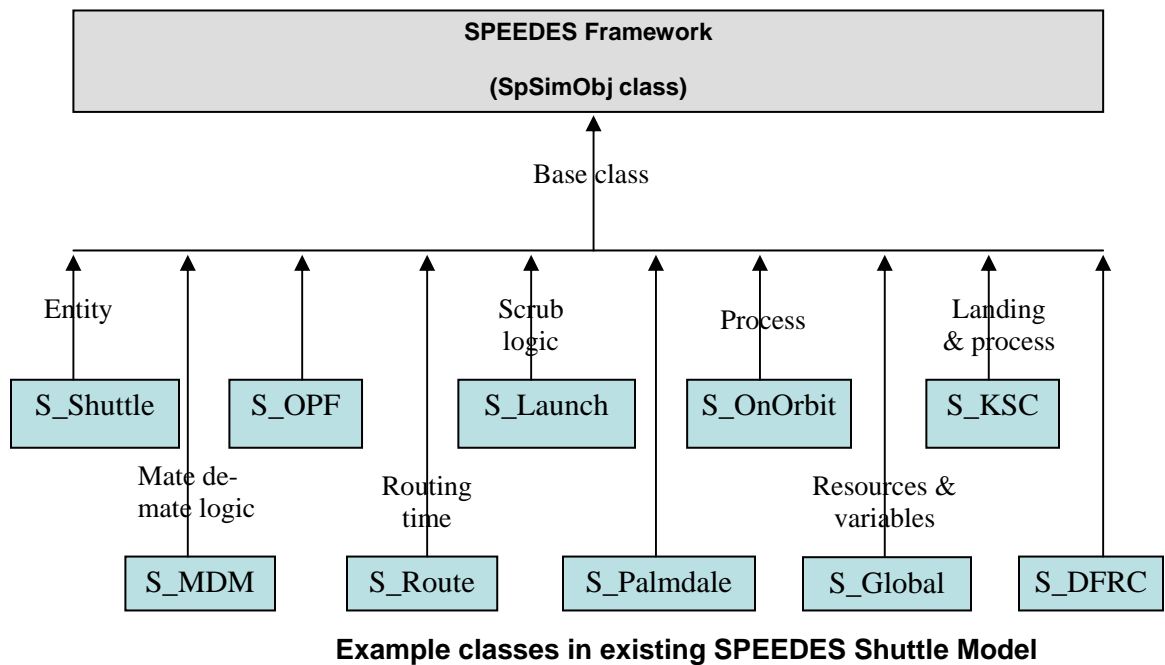 SPEEDES Framework
(SpSimObj class)
Base class
Entity
Scrub
logic
Process
Landing
& process
S_Shuttle
S_OPF
S_Launch
S_OnOrbit
S_KSC
Mate de-
mate logic
Routing
time
Resources &
variables
S_MDM
S_Route
S_Palmdale
S_Global
S_DFRC
Example classes in existing SPEEDES Shuttle Model